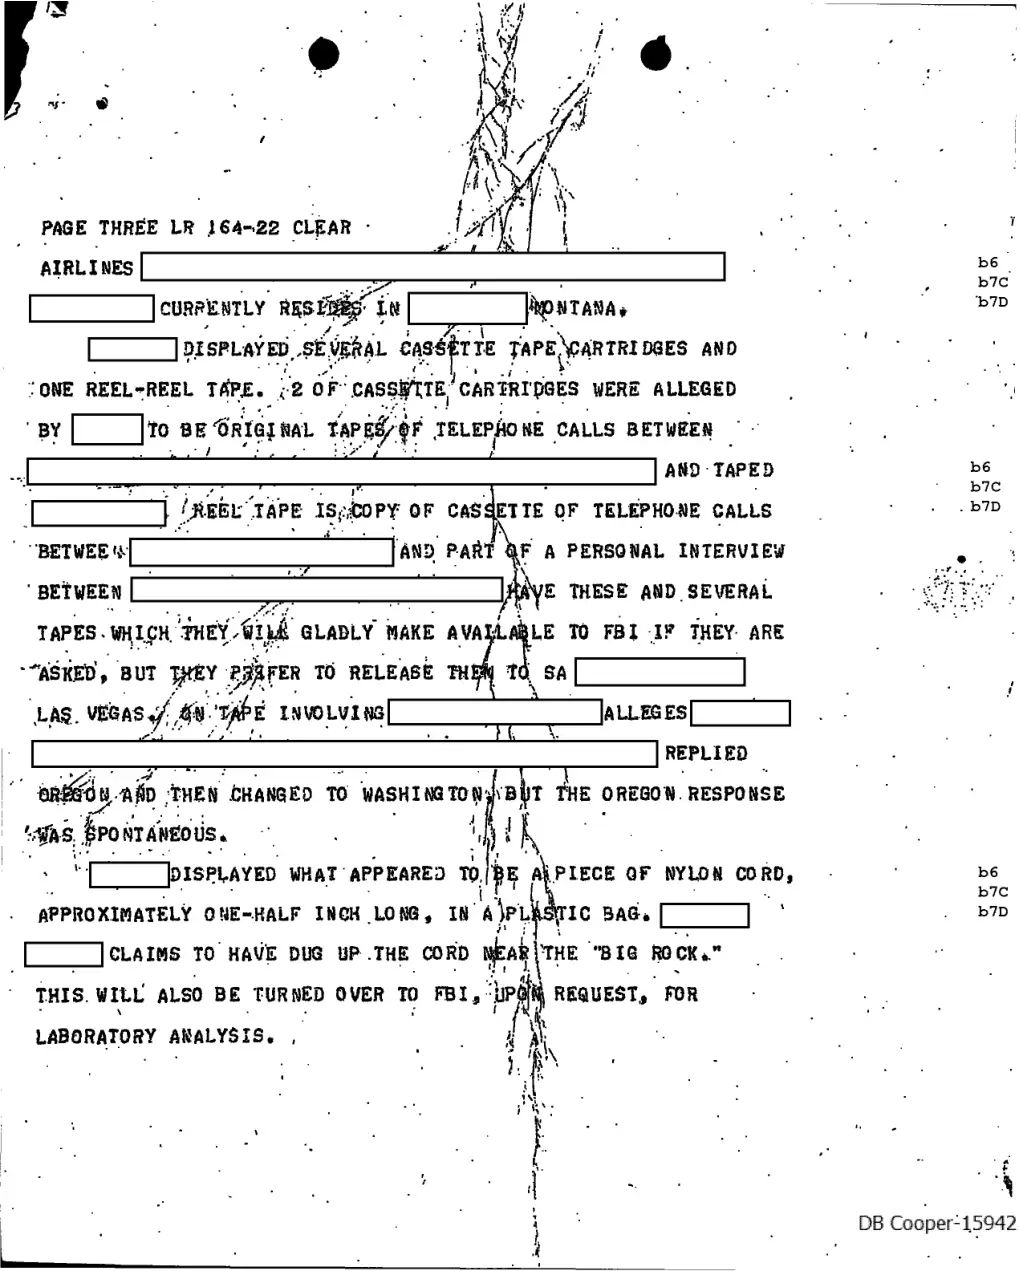 PAGE THREE LR 164-22 CLEAR
AIRLINES
b6
b7C
b7D
CURRENTLY RESIDES IN MONTANA.
DISPLAYED SEVERAL CASSETTE TAPE CARTRIDGES AND
ONE REEL-REEL TAPE. 2 OF CASSETTE CARTRIDGES WERE ALLEGED
BY TO BE ORIGINAL TAPES OF TELEPHONE CALLS BETWEEN
AND TAPED
b6
b7C
b7D
REEL TAPE IS COPY OF CASSETTE OF TELEPHONE CALLS
BETWEEN AND PART OF A PERSONAL INTERVIEW
BETWEEN HAVE THESE AND SEVERAL
TAPES WHICH THEY WILL GLADLY MAKE AVAILABLE TO FBI IF THEY ARE
ASKED, BUT THEY PREFER TO RELEASE THEM TO SA
LAS VEGAS. ON TAPE INVOLVING ALLEGES
REPLIED
OREGON AND THEN CHANGED TO WASHINGTON, BUT THE OREGON RESPONSE
WAS SPONTANEOUS.
DISPLAYED WHAT APPEARED TO BE A PIECE OF NYLON CORD,
b6
b7C
b7D
APPROXIMATELY ONE-HALF INCH LONG, IN A PLASTIC BAG.
CLAIMS TO HAVE DUG UP THE CORD NEAR THE "BIG ROCK."
THIS WILL ALSO BE TURNED OVER TO FBI, UPON REQUEST, FOR
LABORATORY ANALYSIS.
DB Cooper-15942